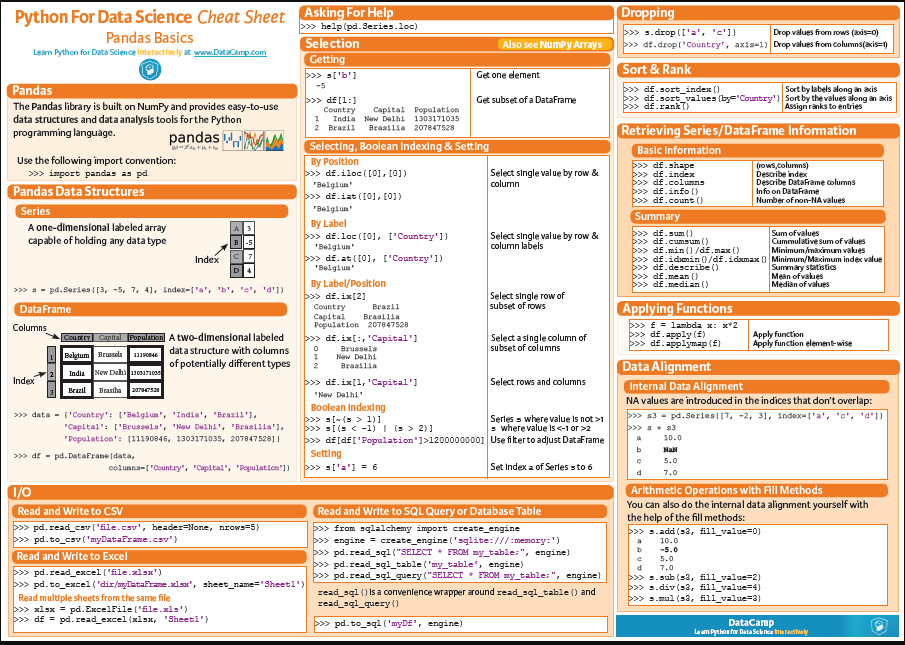 Python For Data Science Cheat Sheet
Pandas Basics
Learn Python for Data Science Interactively at www.DataCamp.com
Pandas
The Pandas library is built on NumPy and provides easy-to-use
data structures and data analysis tools for the Python
programming language.
pandas
Use the following import convention:
>>> import pandas as pd
Pandas Data Structures
Series
A one-dimensional labeled array
capable of holding any data type
A 3
B -5
C 7
D 4
Index
>>> s = pd.Series([3, -5, 7, 4], index=['a', 'b', 'c', 'd'])
DataFrame
Columns
Country Capital Population
1 Belgium Brussels 11190846
2 India New Delhi 1303171035
3 Brazil Brasilia 207847528
Index
A two-dimensional labeled
data structure with columns
of potentially different types
>>> data = {'Country': ['Belgium', 'India', 'Brazil'],
'Capital': ['Brussels', 'New Delhi', 'Brasilia'],
'Population': [11190846, 1303171035, 207847528]}
>>> df = pd.DataFrame(data,
columns=['Country', 'Capital', 'Population'])
Asking For Help
>>> help(pd.Series.loc)
Selection Also see NumPy Arrays
Getting
>>> s['b'] Get one element
-5
>>> df[1:] Get subset of a DataFrame
Country Capital Population
1 India New Delhi 1303171035
2 Brazil Brasilia 207847528
Selecting, Boolean Indexing & Setting
By Position
>>> df.iloc([0],[0]) Select single value by row &
'Belgium' column
>>> df.iat([0],[0])
'Belgium'
By Label
>>> df.loc([0], ['Country']) Select single value by row &
'Belgium' column labels
>>> df.at([0], ['Country'])
'Belgium'
By Label/Position
>>> df.ix[2] Select single row of
Country Brazil subset of rows
Capital Brasilia
Population 207847528
>>> df.ix[:,'Capital'] Select a single column of
0 Brussels subset of columns
1 New Delhi
2 Brasilia
>>> df.ix[1,'Capital'] Select rows and columns
'New Delhi'
Boolean Indexing
>>> s[~(s > 1)] Series s where value is not >1
>>> s[(s < -1) | (s > 2)] s where value is <-1 or >2
>>> df[df['Population']>1200000000] Use filter to adjust DataFrame
Setting
>>> s['a'] = 6 Set index a of Series s to 6
Dropping
>>> s.drop(['a', 'c']) Drop values from rows (axis=0)
>>> df.drop('Country', axis=1) Drop values from columns(axis=1)
Sort & Rank
>>> df.sort_index() Sort by labels along an axis
>>> df.sort_values(by='Country') Sort by the values along an axis
>>> df.rank() Assign ranks to entries
Retrieving Series/DataFrame Information
Basic Information
>>> df.shape (rows,columns)
>>> df.index Describe index
>>> df.columns Describe DataFrame columns
>>> df.info() Info on DataFrame
>>> df.count() Number of non-NA values
Summary
>>> df.sum() Sum of values
>>> df.cumsum() Cummulative sum of values
>>> df.min()/df.max() Minimum/maximum values
>>> df.idxmin()/df.idxmax() Minimum/Maximum index value
>>> df.describe() Summary statistics
>>> df.mean() Mean of values
>>> df.median() Median of values
Applying Functions
>>> f = lambda x: x*2
>>> df.apply(f) Apply function
>>> df.applymap(f) Apply function element-wise
Data Alignment
Internal Data Alignment
NA values are introduced in the indices that don't overlap:
>>> s3 = pd.Series([7, -2, 3], index=['a', 'c', 'd'])
>>> s + s3
a 10.0
b NaN
c 5.0
d 7.0
Arithmetic Operations with Fill Methods
You can also do the internal data alignment yourself with
the help of the fill methods:
>>> s.add(s3, fill_value=0)
a 10.0
b -5.0
c 5.0
d 7.0
>>> s.sub(s3, fill_value=2)
>>> s.div(s3, fill_value=4)
>>> s.mul(s3, fill_value=3)
I/O
Read and Write to CSV
>>> pd.read_csv('file.csv', header=None, nrows=5)
>>> pd.to_csv('myDataFrame.csv')
Read and Write to Excel
>>> pd.read_excel('file.xlsx')
>>> pd.to_excel('dir/myDataFrame.xlsx', sheet_name='Sheet1')
Read multiple sheets from the same file
>>> xlsx = pd.ExcelFile('file.xls')
>>> df = pd.read_excel(xlsx, 'Sheet1')
Read and Write to SQL Query or Database Table
>>> from sqlalchemy import create_engine
>>> engine = create_engine('sqlite:///:memory:')
>>> pd.read_sql("SELECT * FROM my_table;", engine)
>>> pd.read_sql_table('my_table', engine)
>>> pd.read_sql_query("SELECT * FROM my_table;", engine)
read_sql() is a convenience wrapper around read_sql_table() and
read_sql_query()
>>> pd.to_sql('myDf', engine)
DataCamp
Learn Python for Data Science Interactively